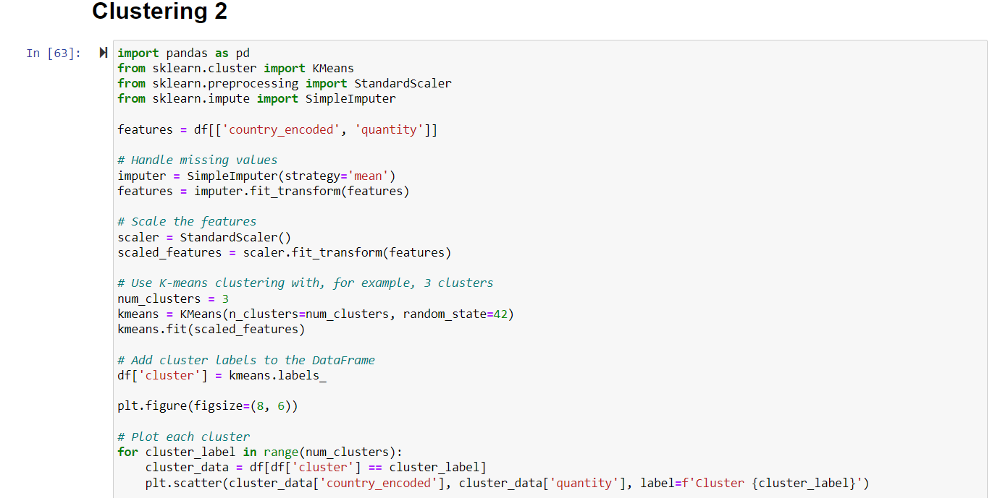 Clustering 2
In [63]:
import pandas as pd
from sklearn.cluster import KMeans
from sklearn.preprocessing import StandardScaler
from sklearn.impute import SimpleImputer
features = df[['country_encoded', 'quantity']]
# Handle missing values
imputer = SimpleImputer(strategy='mean')
features = imputer.fit_transform(features)
# Scale the features
scaler = StandardScaler()
scaled_features = scaler.fit_transform(features)
# Use K-means clustering with, for example, 3 clusters
num_clusters = 3
kmeans = KMeans(n_clusters=num_clusters, random_state=42)
kmeans.fit(scaled_features)
# Add cluster labels to the DataFrame
df['cluster'] = kmeans.labels_
plt.figure(figsize=(8, 6))
# Plot each cluster
for cluster_label in range(num_clusters):
    cluster_data = df[df['cluster'] == cluster_label]
    plt.scatter(cluster_data['country_encoded'], cluster_data['quantity'], label=f'Cluster {cluster_label}')